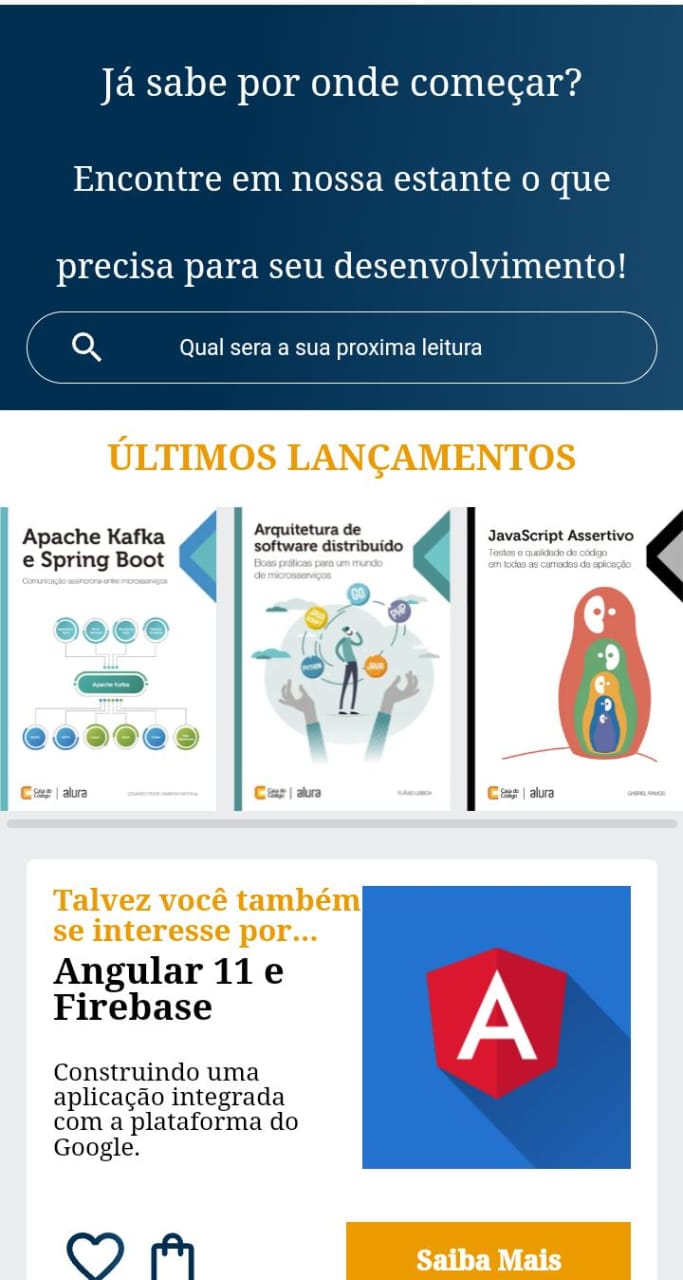 Já sabe por onde começar?
Encontre em nossa estante o que
precisa para seu desenvolvimento!
Qual sera a sua proxima leitura
ÚLTIMOS LANÇAMENTOS
Apache Kafka
e Spring Boot
Comunicação assíncrona entre microsserviços
Apache Kafka
Casa do
Código
alura
Arquitetura de
software distribuído
Boas práticas para um mundo
de microsserviços
GO
PHP
PYTHON
JAVA
Casa do
Código
alura
FLÁVIO LISBOA
JavaScript Assertivo
Testes e qualidade de código
em todas as camadas da aplicação
Casa do
Código
alura
GABRIEL RAMOS
Talvez você também
se interesse por...
Angular 11 e
Firebase
Construindo uma
aplicação integrada
com a plataforma do
Google.
A
Saiba Mais